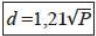 d = 1,21√P